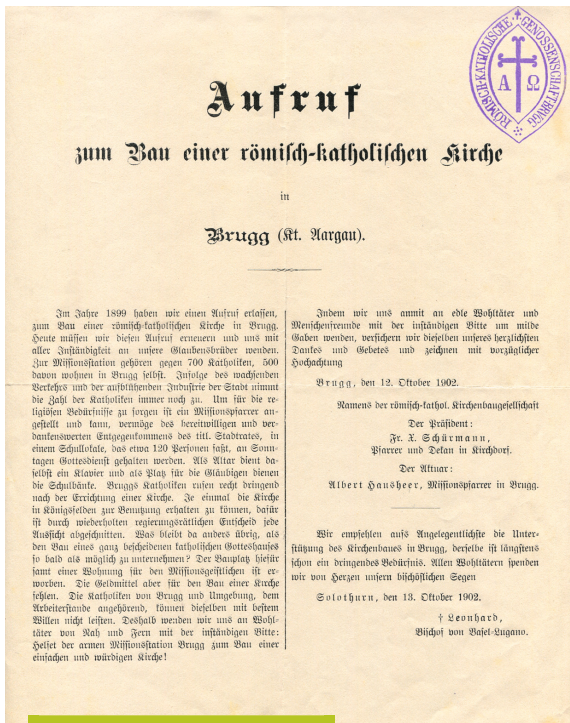 RÖMISCH-KATHOLISCHE GENOSSENSCHAFT BRUGG
A Ω
Aufruf
zum Bau einer römisch-katholischen Kirche
in
Brugg (Kt. Aargau).
Im Jahre 1899 haben wir einen Aufruf erlassen,
zum Bau einer römisch-katholischen Kirche in Brugg.
Heute müssen wir diesen Aufruf erneuern und uns mit
aller Inständigkeit an unsere Glaubensbrüder wenden.
Zur Missionsstation gehören gegen 700 Katholiken, 500
davon wohnen in Brugg selbst. Infolge des wachsenden
Verkehrs und der aufblühenden Industrie der Stadt nimmt
die Zahl der Katholiken immer noch zu. Um für die re-
ligiösen Bedürfnisse zu sorgen ist ein Missionspfarrer an-
gestellt und kann, vermöge des bereitwilligen und ver-
dankenswerten Entgegenkommens des titl. Stadtrates, in
einem Schullokale, das etwa 120 Personen faßt, an Sonn-
tagen Gottesdienst gehalten werden. Als Altar dient da-
selbst ein Klavier und als Platz für die Gläubigen dienen
die Schulbänke. Bruggs Katholiken rufen recht dringend
nach der Errichtung einer Kirche. Je einmal die Kirche
in Königsfelden zur Benutzung erhalten zu können, dafür
ist durch wiederholten regierungsrätlichen Entscheid jede
Aussicht abgeschnitten. Was bleibt da anders übrig, als
den Bau eines ganz bescheidenen katholischen Gotteshauses
so bald als möglich zu unternehmen? Der Bauplatz hiefür
samt einer Wohnung für den Missionsgeistlichen ist er-
worben. Die Geldmittel aber für den Bau einer Kirche
fehlen. Die Katholiken von Brugg und Umgebung, dem
Arbeiterstande angehörend, können dieselben mit bestem
Willen nicht leisten. Deshalb wenden wir uns an Wohl-
täter von Nah und Fern mit der inständigen Bitte:
Helfet der armen Missionsstation Brugg zum Bau einer
einfachen und würdigen Kirche!
Indem wir uns anmit an edle Wohltäter und
Menschenfreunde mit der inständigen Bitte um milde
Gaben wenden, versichern wir dieselben unseres herzlichsten
Dankes und Gebetes und zeichnen mit vorzüglicher
Hochachtung
Brugg, den 12. Oktober 1902.
Namens der römisch-kathol. Kirchenbaugesellschaft
Der Präsident:
Fr. X. Schürmann,
Pfarrer und Dekan in Kirchdorf.
Der Aktuar:
Albert Hausheer, Missionspfarrer in Brugg.
Wir empfehlen aufs Angelegentlichste die Unter-
stützung des Kirchenbaues in Brugg, derselbe ist längstens
schon ein dringendes Bedürfnis. Allen Wohltätern spenden
wir von Herzen unsern bischöflichen Segen
Solothurn, den 13. Oktober 1902.
† Leonhard,
Bischof von Basel-Lugano.